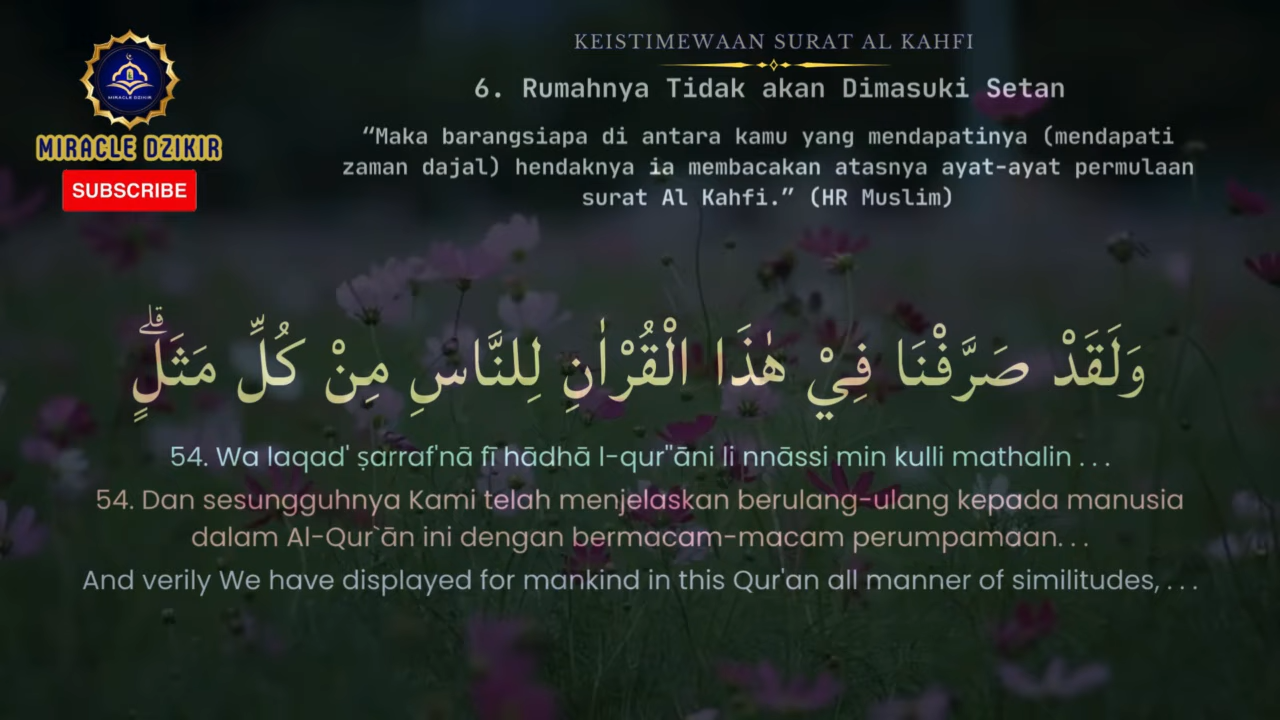 KEISTIMEWAAN SURAT AL KAHFI
6. Rumahnya Tidak akan Dimasuki Setan
“Maka barangsiapa di antara kamu yang mendapatinya (mendapati
zaman dajal) hendaknya ia membacakan atasnya ayat-ayat permulaan
surat Al Kahfi.” (HR Muslim)
MIRACLE DZIKIR
MIRACLE DZIKIR
SUBSCRIBE
وَلَقَدْ صَرَّفْنَا فِيْ هٰذَا الْقُرْاٰنِ لِلنَّاسِ مِنْ كُلِّ مَثَلٍۗ
54. Wa laqad' ṣarraf'nā fī hādhā l-qur"āni li nnāssi min kulli mathalin . . .
54. Dan sesungguhnya Kami telah menjelaskan berulang-ulang kepada manusia
dalam Al-Qur`ān ini dengan bermacam-macam perumpamaan. . .
And verily We have displayed for mankind in this Qur'an all manner of similitudes, . . .